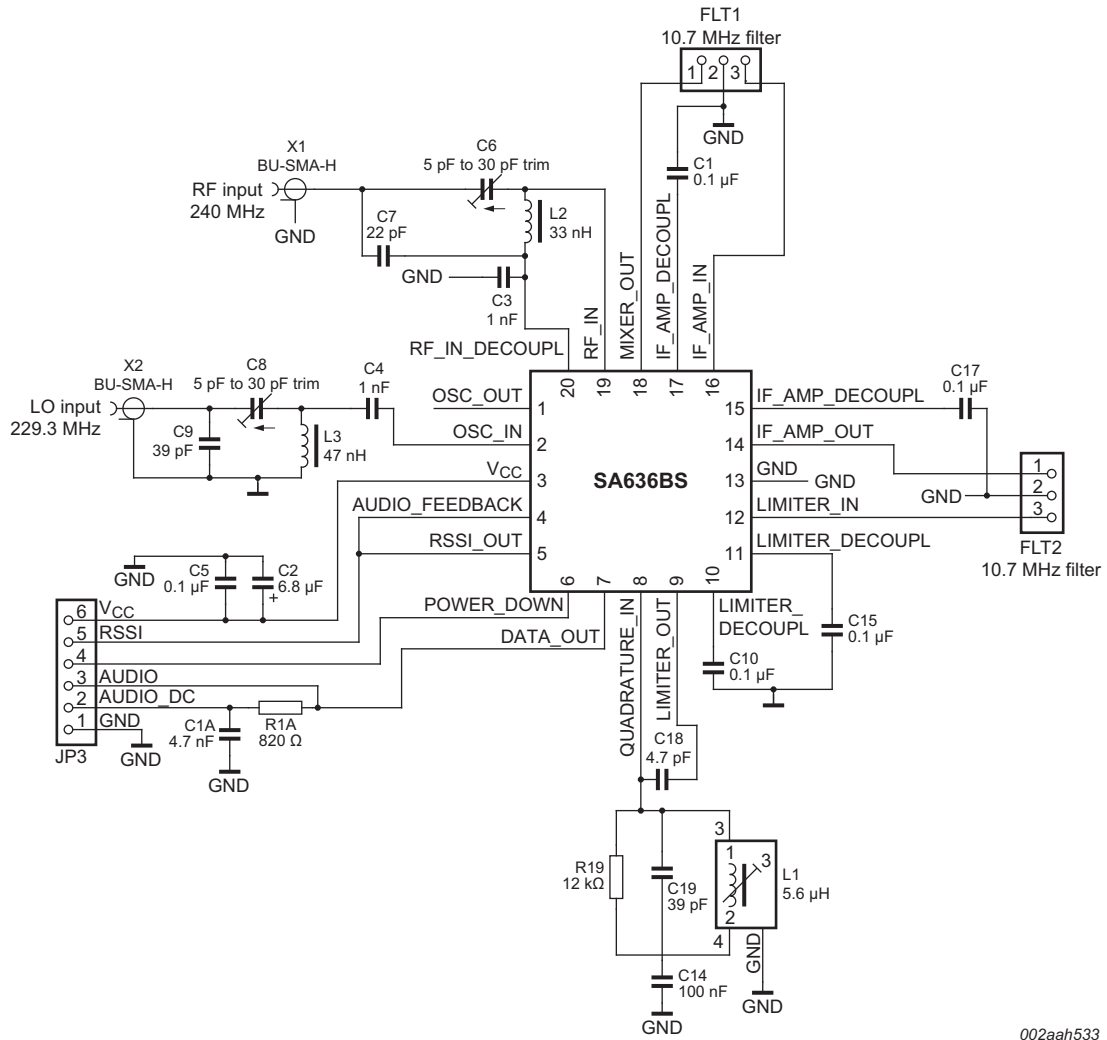 FLT1
10.7 MHz filter
1 2 3
GND
C1
0.1 µF
X1
BU-SMA-H
C6
5 pF to 30 pF trim
RF input
240 MHz
GND
C7
22 pF
L2
33 nH
GND
C3
1 nF
RF_IN_DECOUPL
RF_IN
MIXER_OUT
IF_AMP_DECOUPL
IF_AMP_IN
20 19 18 17 16
X2
BU-SMA-H
C8
5 pF to 30 pF trim
C4
1 nF
LO input
229.3 MHz
C9
39 pF
L3
47 nH
OSC_OUT
1
OSC_IN
2
VCC
3
AUDIO_FEEDBACK
4
RSSI_OUT
5
SA636BS
15
IF_AMP_DECOUPL
C17
0.1 µF
14
IF_AMP_OUT
13
GND
GND
12
LIMITER_IN
11
LIMITER_DECOUPL
GND
1
2
3
FLT2
10.7 MHz filter
6 7 8 9 10
POWER_DOWN
DATA_OUT
QUADRATURE_IN
LIMITER_OUT
LIMITER_
DECOUPL
C15
0.1 µF
C10
0.1 µF
GND
C5
0.1 µF
C2
6.8 µF
+
6 VCC
5 RSSI
4
3 AUDIO
2 AUDIO_DC
1 GND
JP3
GND
C1A
4.7 nF
GND
R1A
820 Ω
C18
4.7 pF
R19
12 kΩ
C19
39 pF
3
1
3
2
4
L1
5.6 µH
GND
GND
C14
100 nF
GND
002aah533